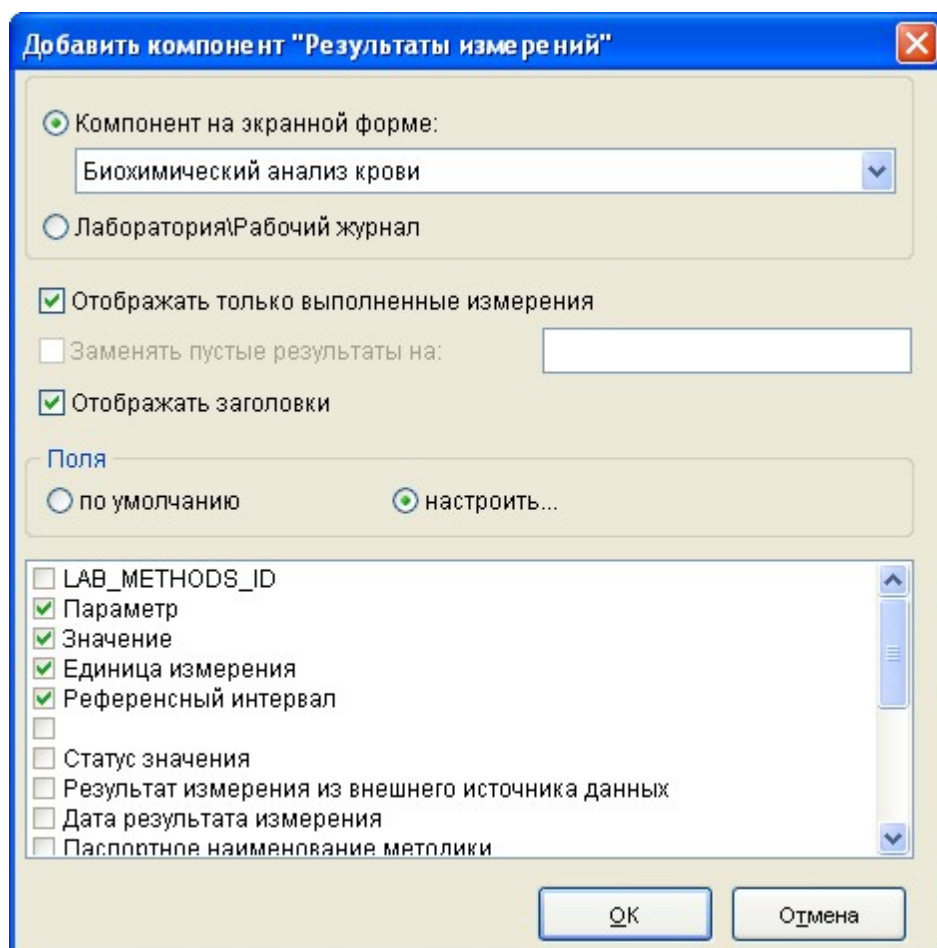 Добавить компонент "Результаты измерений"
Компонент на экранной форме:
Биохимический анализ крови
Лаборатория\Рабочий журнал
Отображать только выполненные измерения
Заменять пустые результаты на:
Отображать заголовки
Поля
по умолчанию
настроить...
LAB_METHODS_ID
Параметр
Значение
Единица измерения
Референсный интервал
Статус значения
Результат измерения из внешнего источника данных
Дата результата измерения
Паспортное наименование методики
OK
Отмена